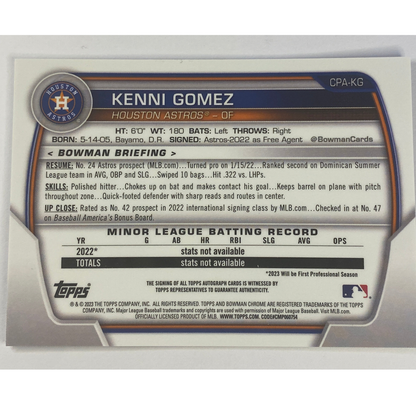 CPA-KG
HOUSTON
ASTROS
KENNI GOMEZ
HOUSTON ASTROS® – OF
HT: 6'0" WT: 180 BATS: Left THROWS: Right
BORN: 5-14-05, Bayamo, D.R. SIGNED: Astros-2022 as Free Agent @BowmanCards
< BOWMAN BRIEFING >
RESUME: No. 24 Astros prospect (MLB.com)...Turned pro on 1/15/22...Ranked second on Dominican Summer
League team in AVG, OBP and SLG...Swiped 10 bags...Hit .322 vs. LHPs.
SKILLS: Polished hitter...Chokes up on bat and makes contact his goal...Keeps barrel on plane with pitch
throughout zone...Quick-footed defender with sharp reads and routes in center.
UP CLOSE: Rated as No. 42 prospect in 2022 international signing class by MLB.com...Checked in at No. 47
on Baseball America's Bonus Board.
MINOR LEAGUE BATTING RECORD
YR G AB HR RBI SLG AVG OPS
2022* stats not available
TOTALS stats not available
*2023 Will be First Professional Season
Topps
THE SIGNING OF ALL TOPPS AUTOGRAPH CARDS IS WITNESSED BY
TOPPS REPRESENTATIVES TO GUARANTEE AUTHENTICITY.
® & © 2023 THE TOPPS COMPANY, INC. ALL RIGHTS RESERVED. TOPPS AND BOWMAN CHROME ARE REGISTERED TRADEMARKS OF THE TOPPS
COMPANY, INC. Major League Baseball trademarks and copyrights are used with permission of Major League Baseball. Visit MLB.com.
OFFICIALLY LICENSED PRODUCT OF MLB. WWW.TOPPS.COM. CODE#CMP060754